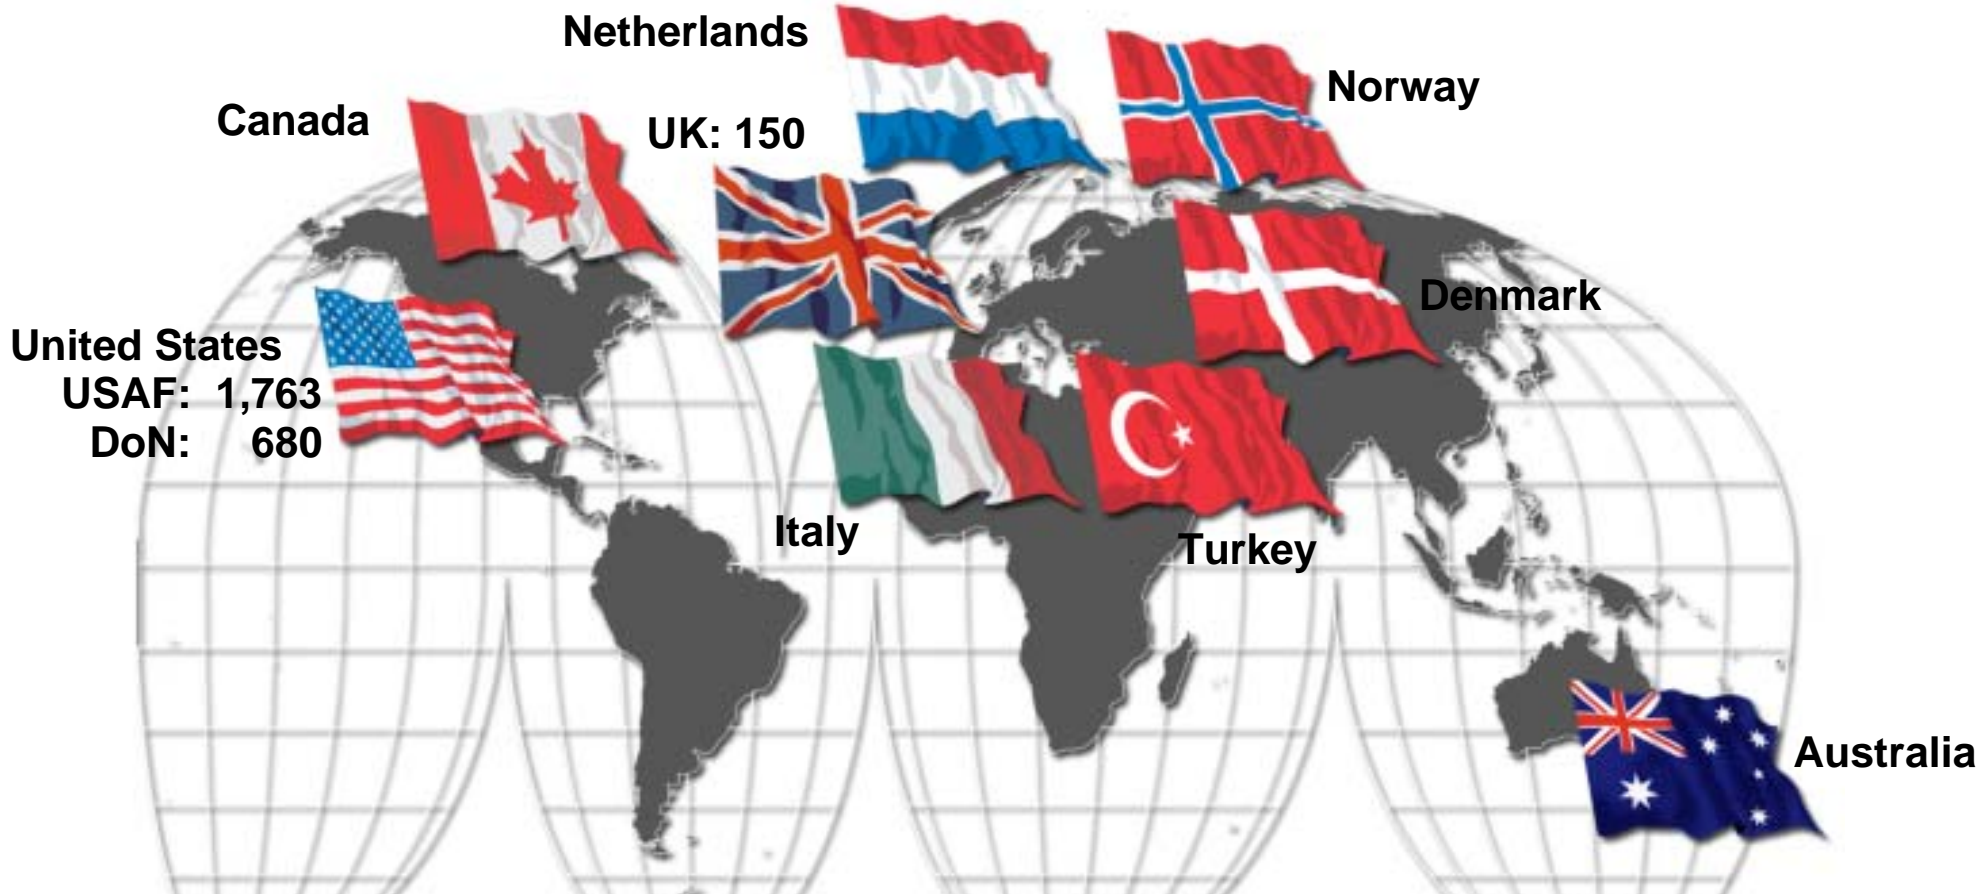 Netherlands
Norway
Canada
UK: 150
Denmark
United States
USAF: 1,763
DoN: 680
Italy
Turkey
Australia